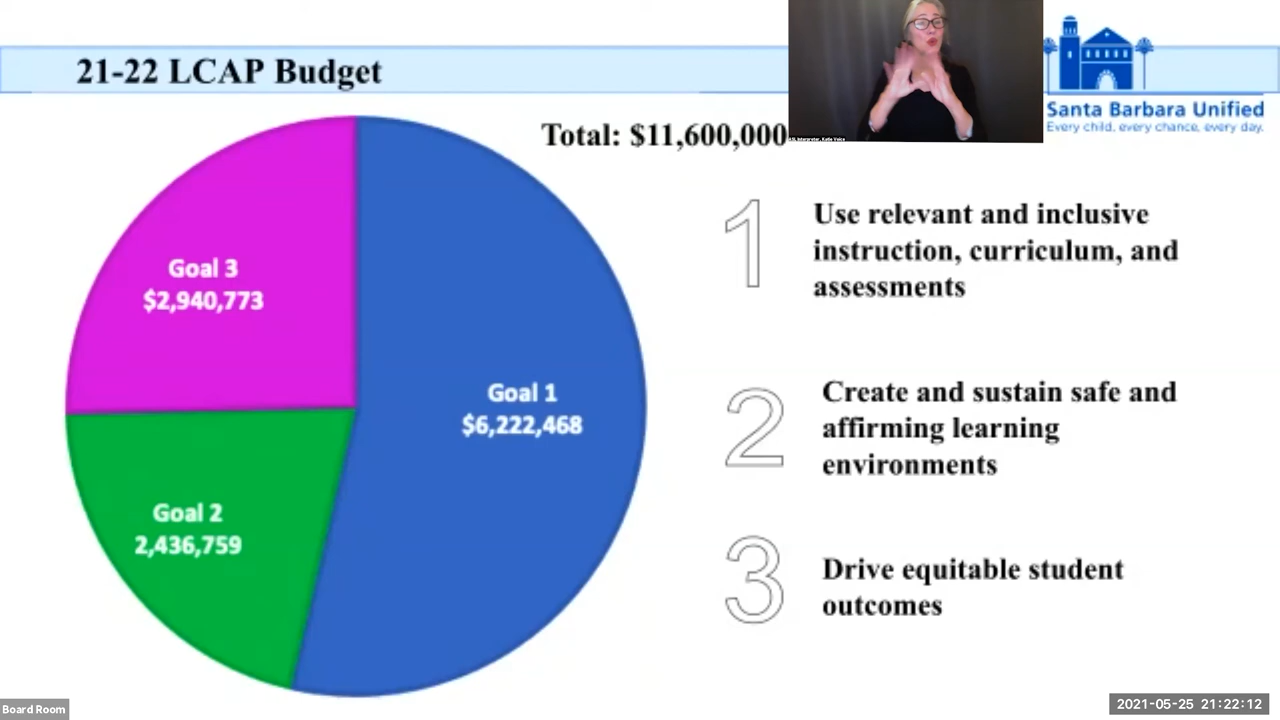 21-22 LCAP Budget
Total: $11,600,000
Santa Barbara Unified
Every child, every chance, every day.
Goal 3
$2,940,773
Goal 1
$6,222,468
Goal 2
2,436,759
1
Use relevant and inclusive
instruction, curriculum, and
assessments
2
Create and sustain safe and
affirming learning
environments
3
Drive equitable student
outcomes
Board Room
2021-05-25 21:22:12